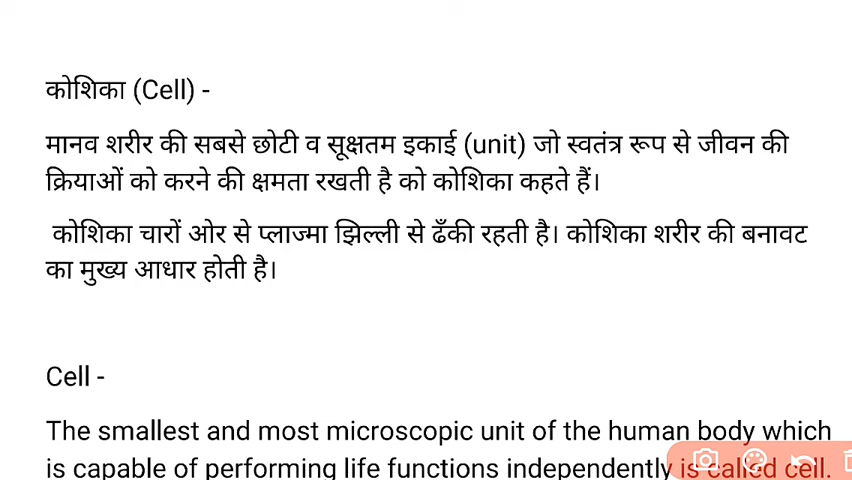 कोशिका (Cell) -
मानव शरीर की सबसे छोटी व सूक्षतम इकाई (unit) जो स्वतंत्र रूप से जीवन की
क्रियाओं को करने की क्षमता रखती है को कोशिका कहते हैं।
कोशिका चारों ओर से प्लाज्मा झिल्ली से ढँकी रहती है। कोशिका शरीर की बनावट
का मुख्य आधार होती है।
Cell -
The smallest and most microscopic unit of the human body which
is capable of performing life functions independently is called cell.